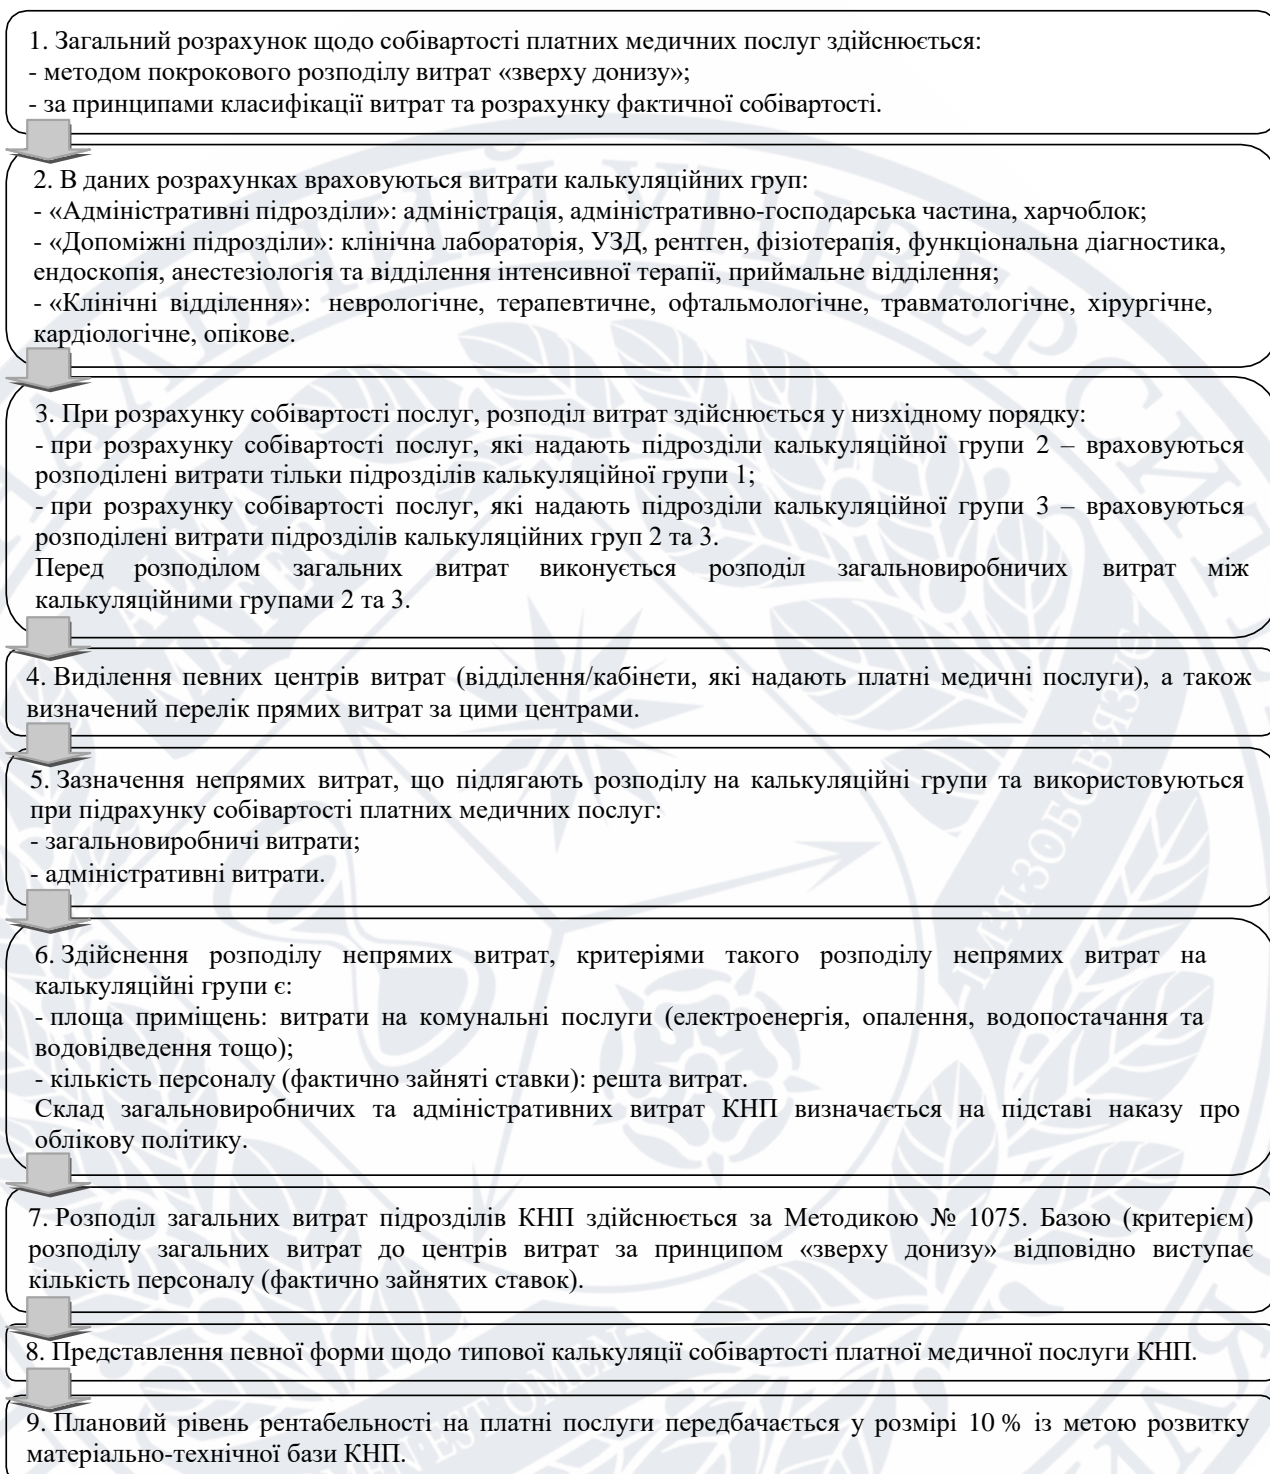 1. Загальний розрахунок щодо собівартості платних медичних послуг здійснюється:
- методом покрокового розподілу витрат «зверху донизу»;
- за принципами класифікації витрат та розрахунку фактичної собівартості.
2. В даних розрахунках враховуються витрати калькуляційних груп:
- «Адміністративні підрозділи»: адміністрація, адміністративно-господарська частина, харчоблок;
- «Допоміжні підрозділи»: клінічна лабораторія, УЗД, рентген, фізіотерапія, функціональна діагностика,
ендоскопія, анестезіологія та відділення інтенсивної терапії, приймальне відділення;
- «Клінічні відділення»: неврологічне, терапевтичне, офтальмологічне, травматологічне, хірургічне,
кардіологічне, опікове.
3. При розрахунку собівартості послуг, розподіл витрат здійснюється у низхідному порядку:
- при розрахунку собівартості послуг, які надають підрозділи калькуляційної групи 2 – враховуються
розподілені витрати тільки підрозділів калькуляційної групи 1;
- при розрахунку собівартості послуг, які надають підрозділи калькуляційної групи 3 – враховуються
розподілені витрати підрозділів калькуляційних груп 2 та 3.
Перед розподілом загальних витрат виконується розподіл загальновиробничих витрат між
калькуляційними групами 2 та 3.
4. Виділення певних центрів витрат (відділення/кабінети, які надають платні медичні послуги), а також
визначений перелік прямих витрат за цими центрами.
5. Зазначення непрямих витрат, що підлягають розподілу на калькуляційні групи та використовуються
при підрахунку собівартості платних медичних послуг:
- загальновиробничі витрати;
- адміністративні витрати.
6. Здійснення розподілу непрямих витрат, критеріями такого розподілу непрямих витрат на
калькуляційні групи є:
- площа приміщень: витрати на комунальні послуги (електроенергія, опалення, водопостачання та
водовідведення тощо);
- кількість персоналу (фактично зайняті ставки): решта витрат.
Склад загальновиробничих та адміністративних витрат КНП визначається на підставі наказу про
облікову політику.
7. Розподіл загальних витрат підрозділів КНП здійснюється за Методикою № 1075. Базою (критерієм)
розподілу загальних витрат до центрів витрат за принципом «зверху донизу» відповідно виступає
кількість персоналу (фактично зайнятих ставок).
8. Представлення певної форми щодо типової калькуляції собівартості платної медичної послуги КНП.
9. Плановий рівень рентабельності на платні послуги передбачається у розмірі 10 % із метою розвитку
матеріально-технічної бази КНП.